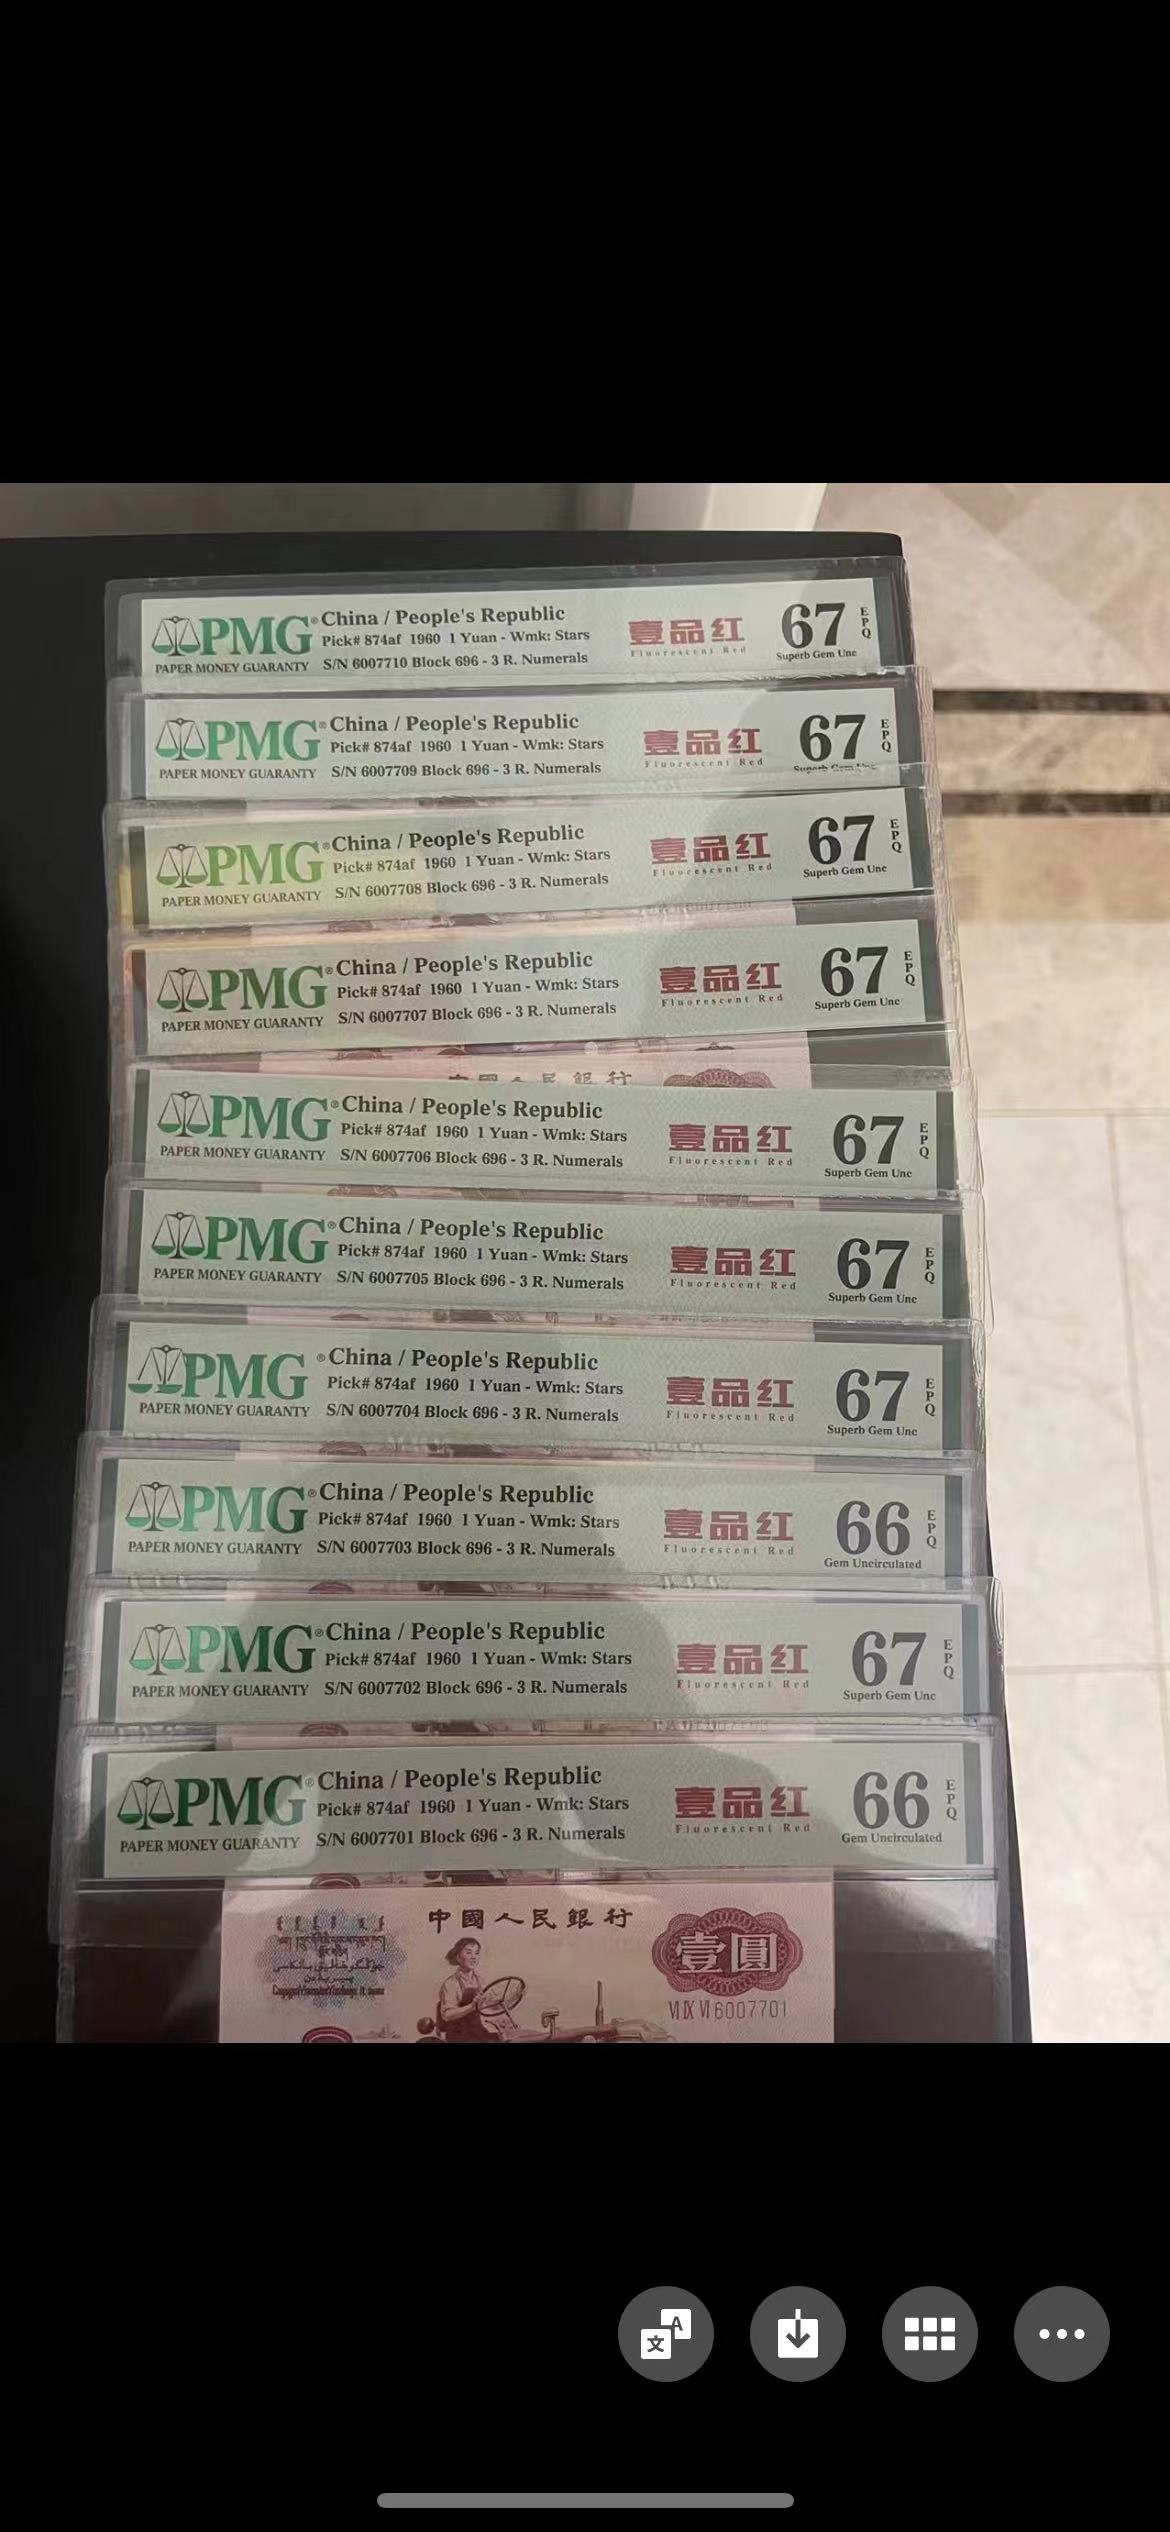 PMG® China / People's Republic
Pick# 874af 1960 1 Yuan - Wmk: Stars
PAPER MONEY GUARANTY S/N 6007710 Block 696 - 3 R. Numerals
壹品红
Fluorescent Red
67 EPQ
Superb Gem Unc
PMG® China / People's Republic
Pick# 874af 1960 1 Yuan - Wmk: Stars
PAPER MONEY GUARANTY S/N 6007709 Block 696 - 3 R. Numerals
壹品红
Fluorescent Red
67 EPQ
Superb Gem Unc
PMG® China / People's Republic
Pick# 874af 1960 1 Yuan - Wmk: Stars
PAPER MONEY GUARANTY S/N 6007708 Block 696 - 3 R. Numerals
壹品红
Fluorescent Red
67 EPQ
Superb Gem Unc
PMG® China / People's Republic
Pick# 874af 1960 1 Yuan - Wmk: Stars
PAPER MONEY GUARANTY S/N 6007707 Block 696 - 3 R. Numerals
壹品红
Fluorescent Red
67 EPQ
Superb Gem Unc
中國人民銀行
PMG® China / People's Republic
Pick# 874af 1960 1 Yuan - Wmk: Stars
PAPER MONEY GUARANTY S/N 6007706 Block 696 - 3 R. Numerals
壹品红
Fluorescent Red
67 EPQ
Superb Gem Unc
PMG® China / People's Republic
Pick# 874af 1960 1 Yuan - Wmk: Stars
PAPER MONEY GUARANTY S/N 6007705 Block 696 - 3 R. Numerals
壹品红
Fluorescent Red
67 EPQ
Superb Gem Unc
PMG® China / People's Republic
Pick# 874af 1960 1 Yuan - Wmk: Stars
PAPER MONEY GUARANTY S/N 6007704 Block 696 - 3 R. Numerals
壹品红
Fluorescent Red
67 EPQ
Superb Gem Unc
PMG® China / People's Republic
Pick# 874af 1960 1 Yuan - Wmk: Stars
PAPER MONEY GUARANTY S/N 6007703 Block 696 - 3 R. Numerals
壹品红
Fluorescent Red
66 EPQ
Gem Uncirculated
PMG® China / People's Republic
Pick# 874af 1960 1 Yuan - Wmk: Stars
PAPER MONEY GUARANTY S/N 6007702 Block 696 - 3 R. Numerals
壹品红
Fluorescent Red
67 EPQ
Superb Gem Unc
PMG® China / People's Republic
Pick# 874af 1960 1 Yuan - Wmk: Stars
PAPER MONEY GUARANTY S/N 6007701 Block 696 - 3 R. Numerals
壹品红
Fluorescent Red
66 EPQ
Gem Uncirculated
中國人民銀行
壹圓
VI IX VI 6007701
文 A